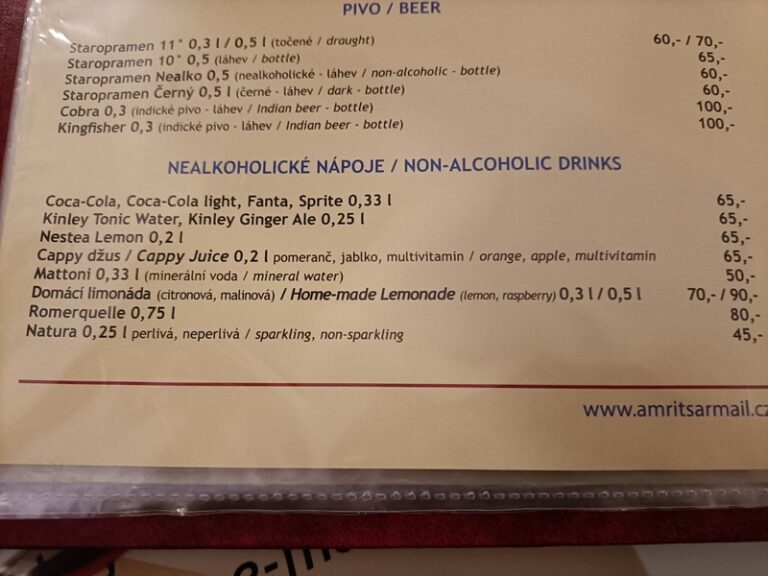 PIVO / BEER
Staropramen 11° 0,3 l / 0,5 l (točené / draught) 60,- / 70,-
Staropramen 10° 0,5 (láhev / bottle) 65,-
Staropramen Nealko 0,5 (nealkoholické - láhev / non-alcoholic - bottle) 60,-
Staropramen Černý 0,5 l (černé - láhev / dark - bottle) 60,-
Cobra 0,3 (indické pivo - láhev / Indian beer - bottle) 100,-
Kingfisher 0,3 (indické pivo - láhev / Indian beer - bottle) 100,-
NEALKOHOLICKÉ NÁPOJE / NON-ALCOHOLIC DRINKS
Coca-Cola, Coca-Cola light, Fanta, Sprite 0,33 l 65,-
Kinley Tonic Water, Kinley Ginger Ale 0,25 l 65,-
Nestea Lemon 0,2 l 65,-
Cappy džus / Cappy Juice 0,2 l pomeranč, jablko, multivitamin / orange, apple, multivitamin 65,-
Mattoni 0,33 l (minerální voda / mineral water) 50,-
Domácí limonáda (citronová, malinová) / Home-made Lemonade (lemon, raspberry) 0,3 l / 0,5 l 70,- / 90,-
Romerquelle 0,75 l 80,-
Natura 0,25 l perlivá, neperlivá / sparkling, non-sparkling 45,-
www.amritsarmail.cz